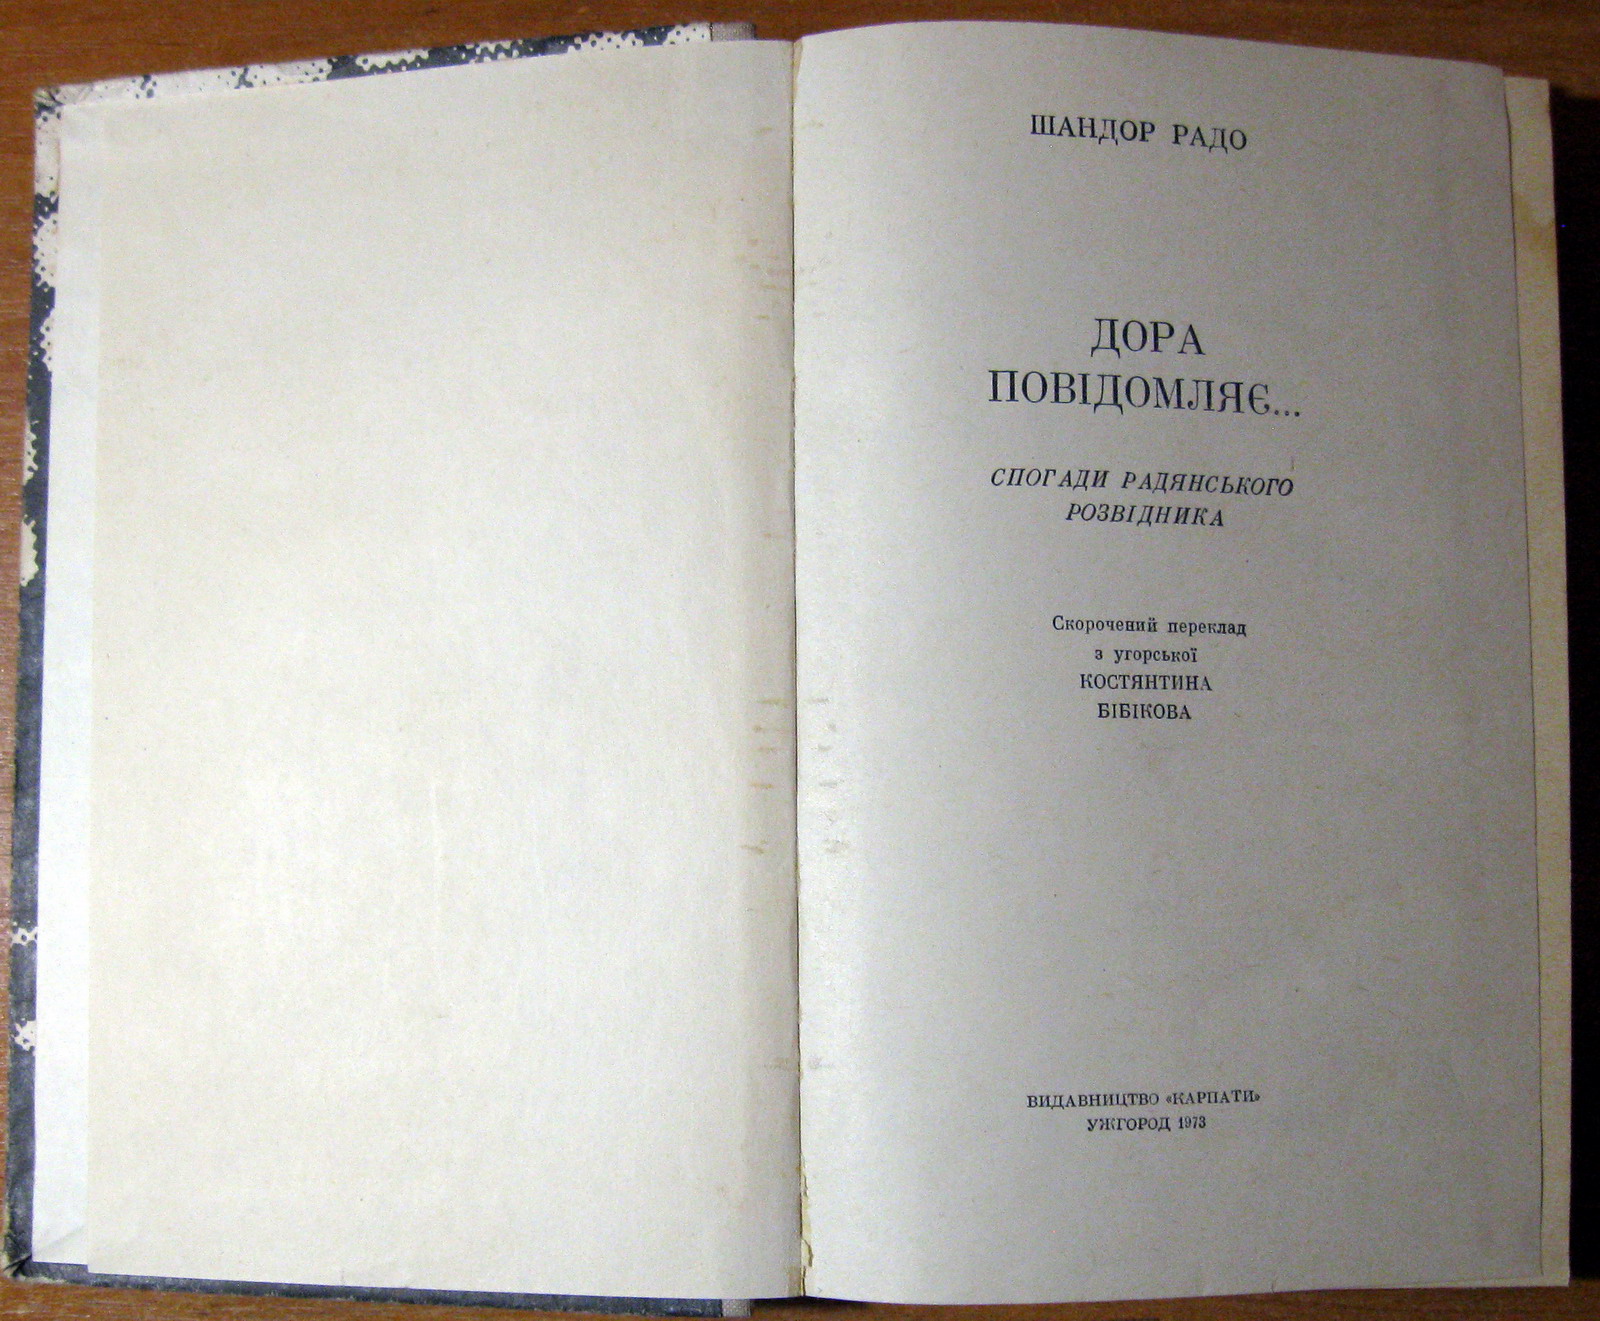 ШАНДОР РАДО
ДОРА
ПОВІДОМЛЯЄ...
СПОГАДИ РАДЯНСЬКОГО
РОЗВІДНИКА
Скорочений переклад
з угорської
КОСТЯНТИНА
БІБІКОВА
ВИДАВНИЦТВО «КАРПАТИ»
УЖГОРОД 1973